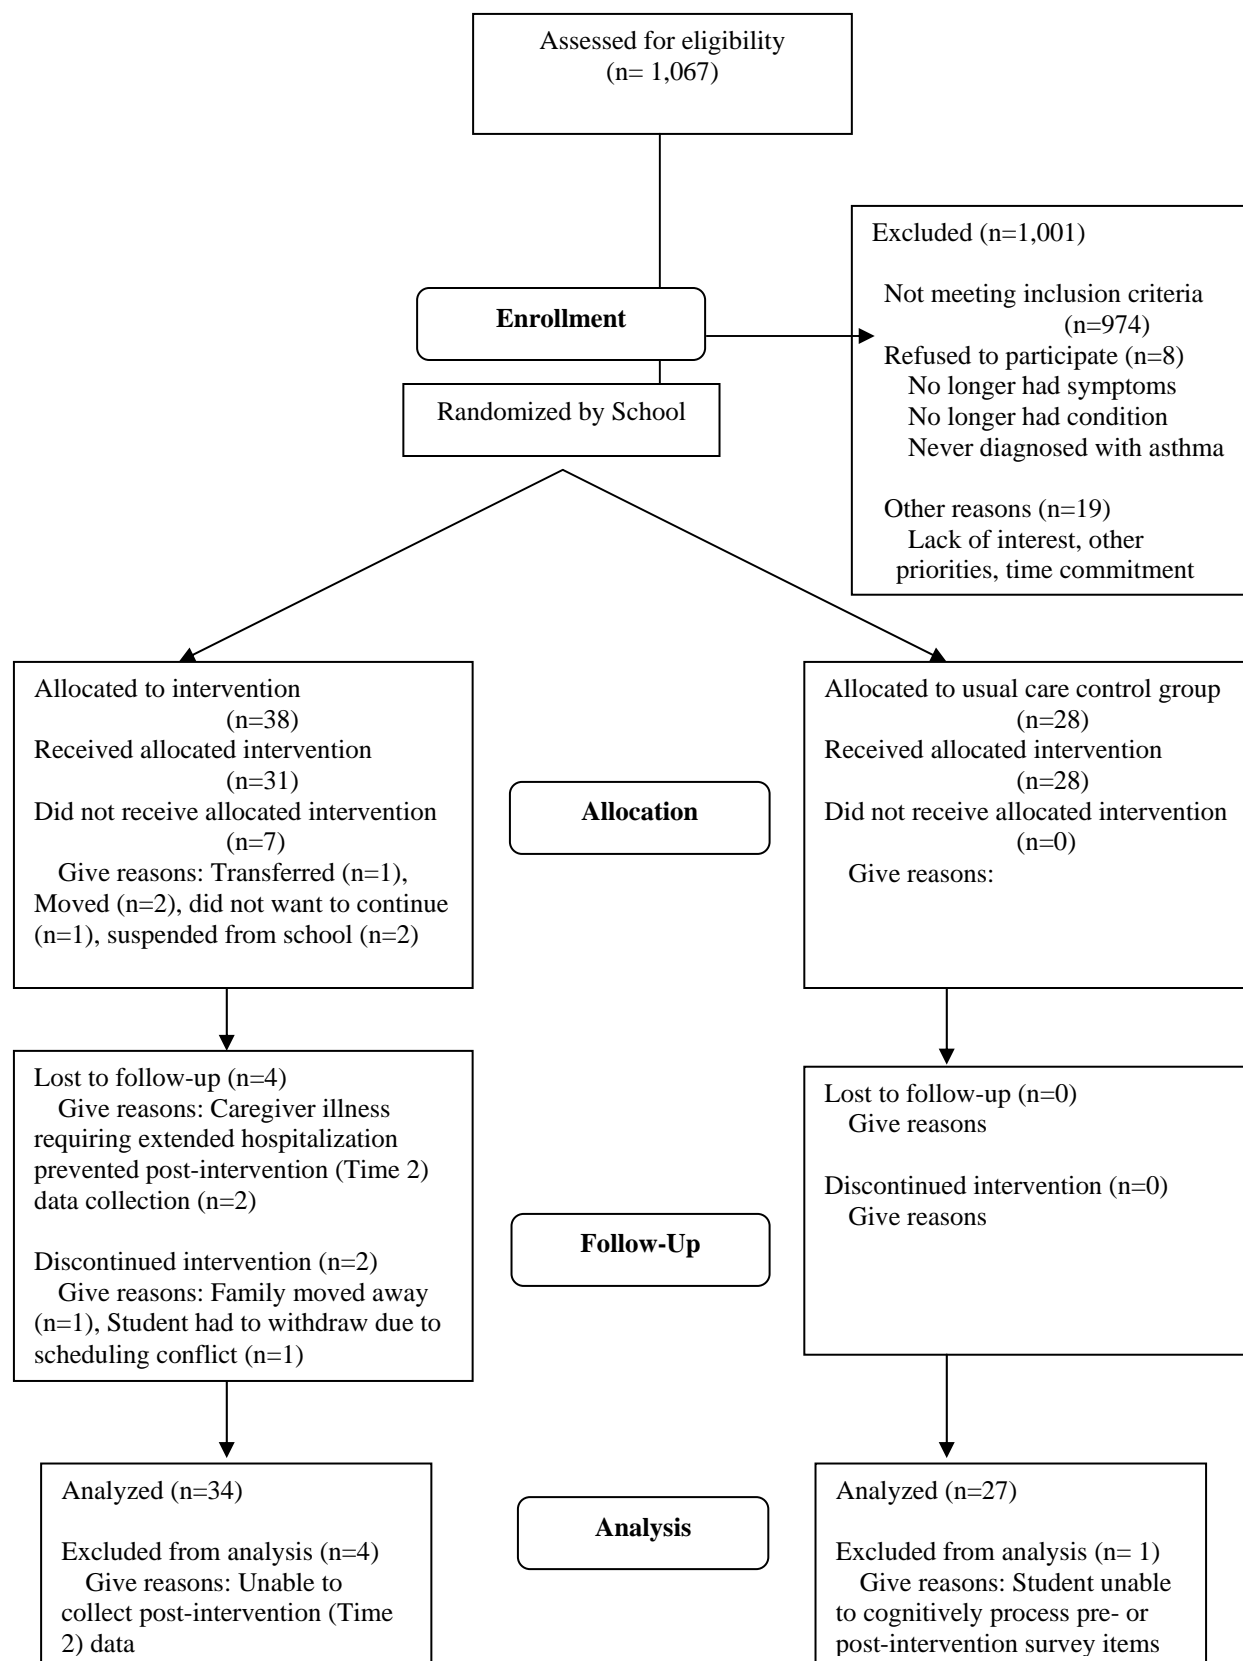 Assessed for eligibility
(n= 1,067)
Excluded (n=1,001)
Not meeting inclusion criteria
(n=974)
Refused to participate (n=8)
No longer had symptoms
No longer had condition
Never diagnosed with asthma
Other reasons (n=19)
Lack of interest, other
priorities, time commitment
Enrollment
Randomized by School
Allocated to intervention
(n=38)
Received allocated intervention
(n=31)
Did not receive allocated intervention
(n=7)
Give reasons: Transferred (n=1),
Moved (n=2), did not want to continue
(n=1), suspended from school (n=2)
Allocation
Allocated to usual care control group
(n=28)
Received allocated intervention
(n=28)
Did not receive allocated intervention
(n=0)
Give reasons:
Lost to follow-up (n=4)
Give reasons: Caregiver illness
requiring extended hospitalization
prevented post-intervention (Time 2)
data collection (n=2)
Discontinued intervention (n=2)
Give reasons: Family moved away
(n=1), Student had to withdraw due to
scheduling conflict (n=1)
Follow-Up
Lost to follow-up (n=0)
Give reasons
Discontinued intervention (n=0)
Give reasons
Analyzed (n=34)
Excluded from analysis (n=4)
Give reasons: Unable to
collect post-intervention (Time
2) data
Analysis
Analyzed (n=27)
Excluded from analysis (n= 1)
Give reasons: Student unable
to cognitively process pre- or
post-intervention survey items